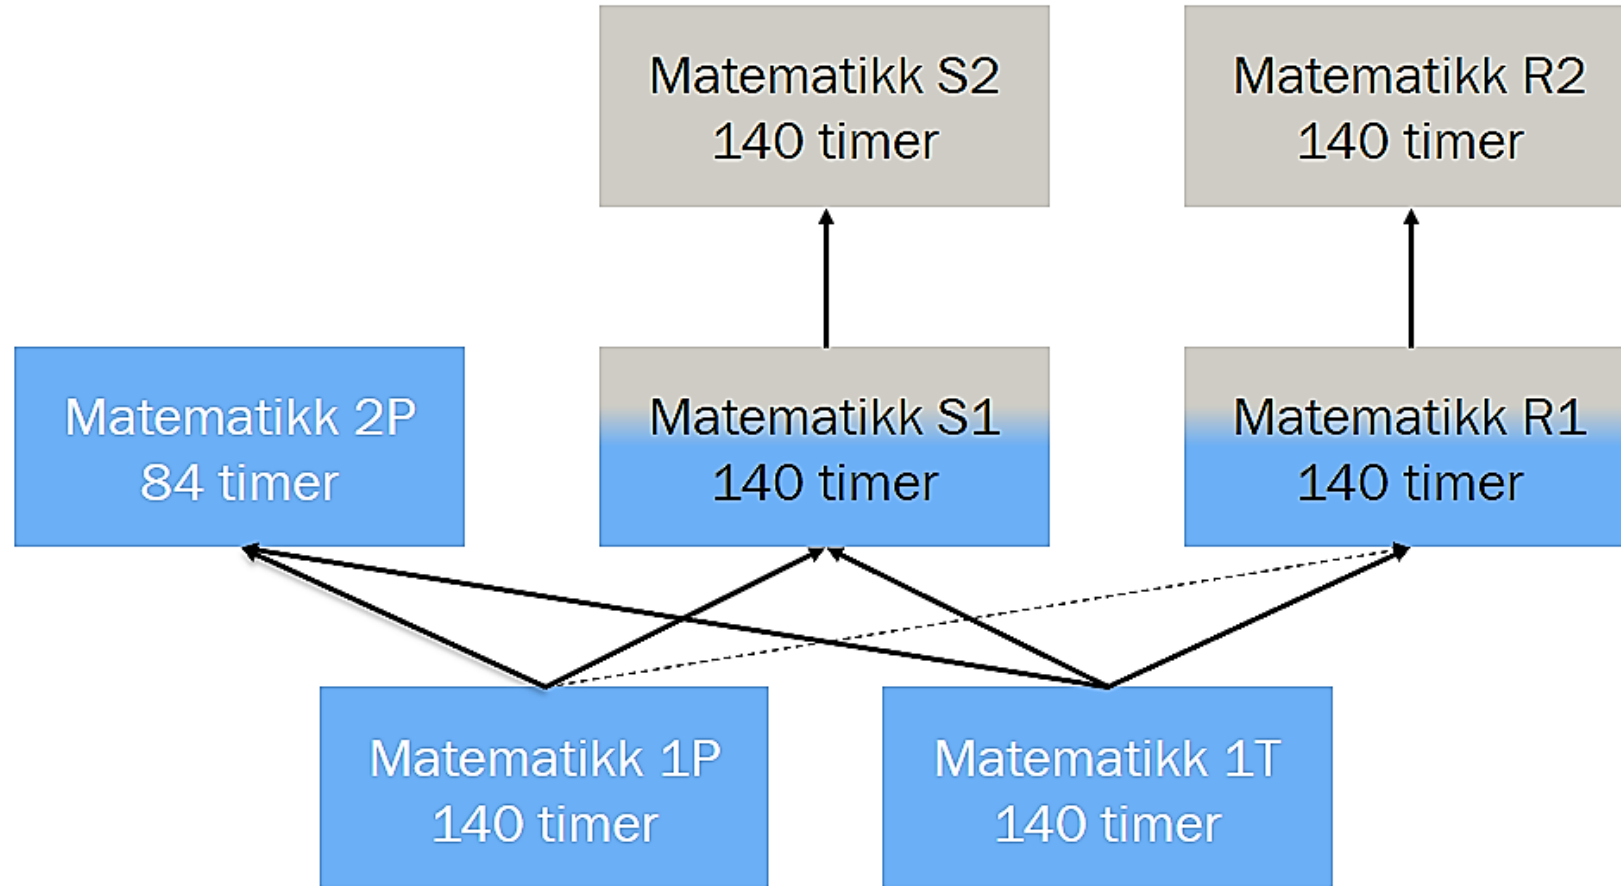 Matematikk S2
140 timer
Matematikk R2
140 timer
Matematikk 2P
84 timer
Matematikk S1
140 timer
Matematikk R1
140 timer
Matematikk 1P
140 timer
Matematikk 1T
140 timer